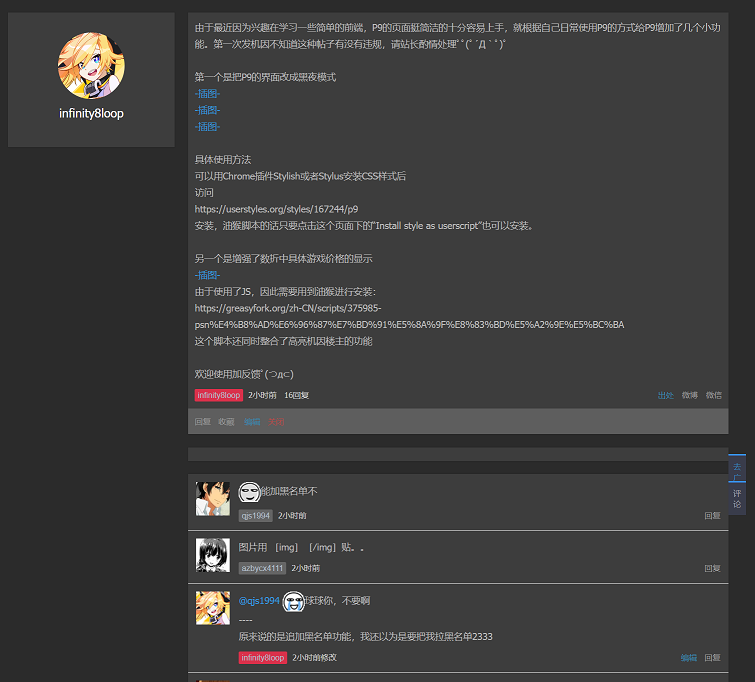 infinity8loop
由于最近因为兴趣在学习一些简单的前端，P9的页面挺简洁的十分容易上手，就根据自己日常使用P9的方式给P9增加了几个小功
能。第一次发机因不知道这种帖子有没有违规，请站长酌情处理ﾟﾟ(ﾟ´Д｀ﾟ)ﾟ
第一个是把P9的界面改成黑夜模式
-插图-
-插图-
-插图-
具体使用方法
可以用Chrome插件Stylish或者Stylus安装CSS样式后
访问
https://userstyles.org/styles/167244/p9
安装，油猴脚本的话只要点击这个页面下的“Install style as userscript”也可以安装。
另一个是增强了数折中具体游戏价格的显示
-插图-
由于使用了JS，因此需要用到油猴进行安装：
https://greasyfork.org/zh-CN/scripts/375985-
psn%E4%B8%AD%E6%96%87%E7%BD%91%E5%8A%9F%E8%83%BD%E5%A2%9E%E5%BC%BA
这个脚本还同时整合了高亮机因楼主的功能
欢迎使用加反馈ﾟ(つд⊂)
infinity8loop 2小时前 16回复 出处 微博 微信
回复 收藏 编辑 关闭
去
广
评
论
能加黑名单不
qjs1994 2小时前 回复
图片用 [img] [/img] 贴。。
azbycx4111 2小时前 回复
@qjs1994 球球你，不要啊
----
原来说的是追加黑名单功能，我还以为是要把我拉黑名单2333
infinity8loop 2小时前修改 编辑 回复